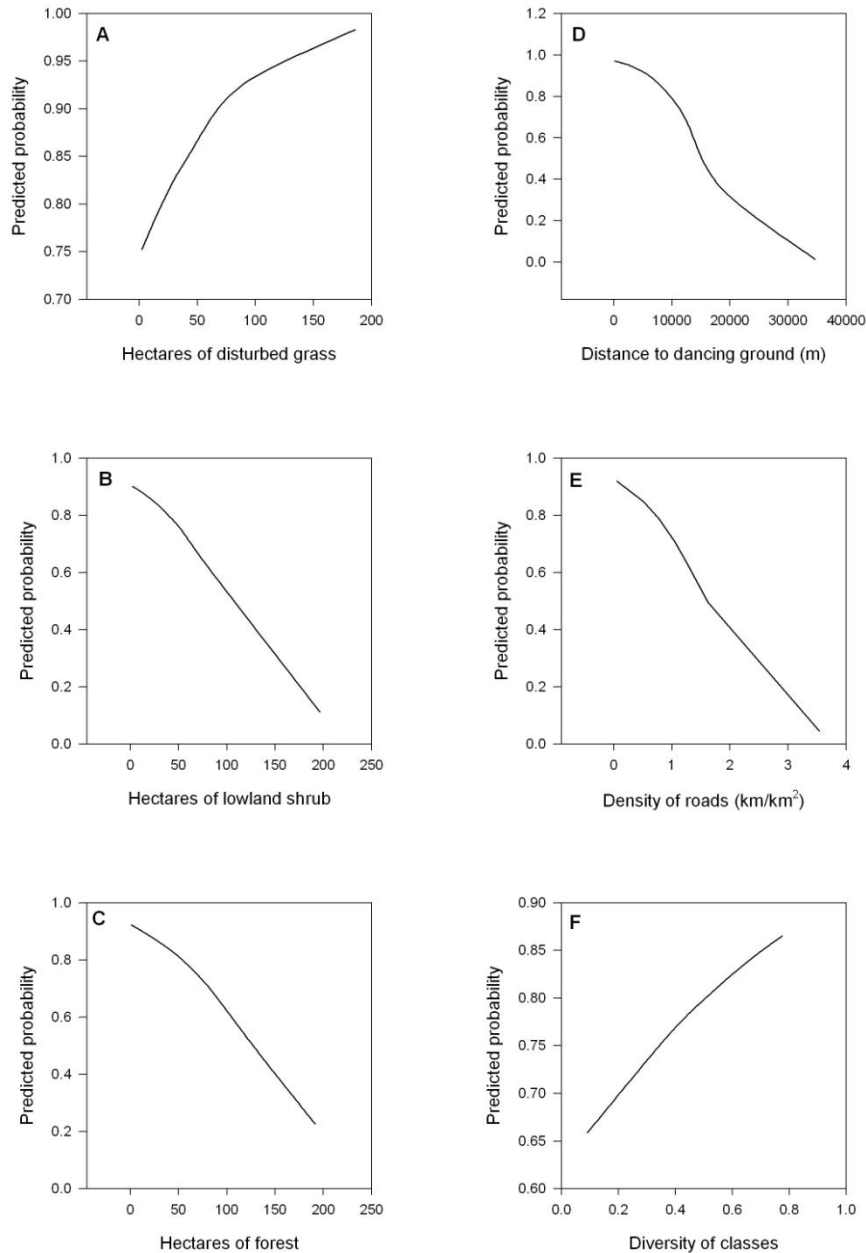 A
Predicted probability
1.00
0.95
0.90
0.85
0.80
0.75
0.70
0 50 100 150 200
Hectares of disturbed grass
D
Predicted probability
1.2
1.0
0.8
0.6
0.4
0.2
0.0
0 10000 20000 30000 40000
Distance to dancing ground (m)
B
Predicted probability
1.0
0.8
0.6
0.4
0.2
0.0
0 50 100 150 200 250
Hectares of lowland shrub
E
Predicted probability
1.0
0.8
0.6
0.4
0.2
0.0
0 1 2 3 4
Density of roads (km/km²)
C
Predicted probability
1.0
0.8
0.6
0.4
0.2
0.0
0 50 100 150 200 250
Hectares of forest
F
Predicted probability
0.90
0.85
0.80
0.75
0.70
0.65
0.60
0.0 0.2 0.4 0.6 0.8 1.0
Diversity of classes